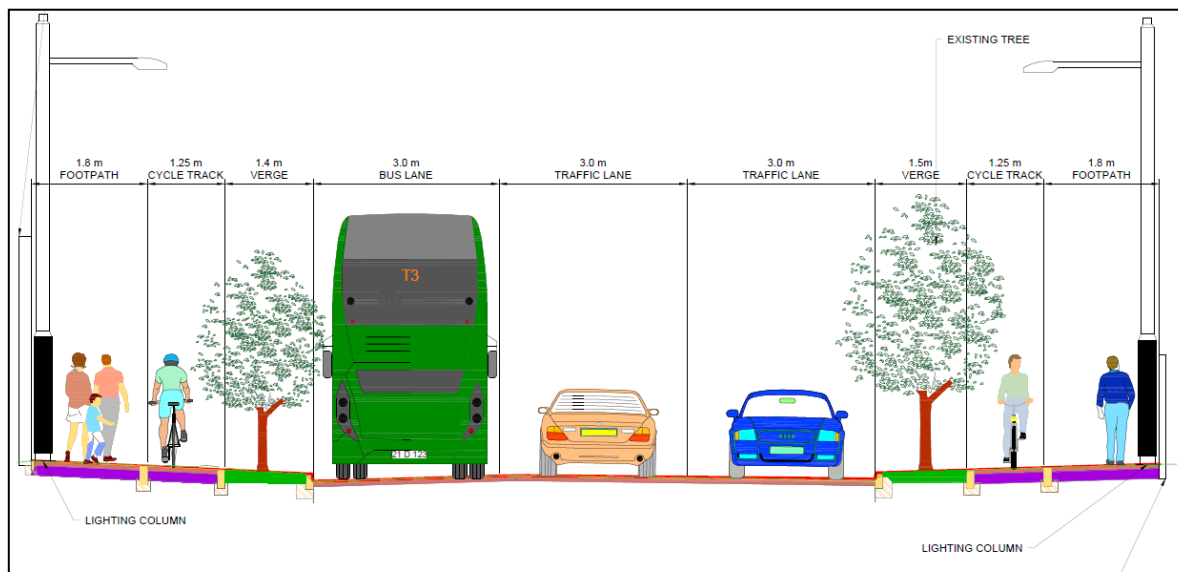 EXISTING TREE
1.8 m
FOOTPATH
1.25 m
CYCLE TRACK
1.4 m
VERGE
3.0 m
BUS LANE
3.0 m
TRAFFIC LANE
3.0 m
TRAFFIC LANE
1.5m
VERGE
1.25 m
CYCLE TRACK
1.8 m
FOOTPATH
T3
21 D 123
LIGHTING COLUMN
LIGHTING COLUMN